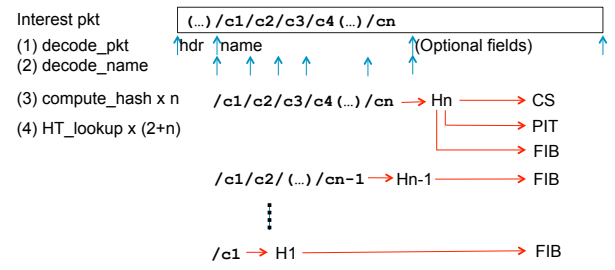 Interest pkt (…)/c1/c2/c3/c4(…)/cn
(1) decode_pkt hdr name (Optional fields)
(2) decode_name
(3) compute_hash x n /c1/c2/c3/c4(…)/cn Hn CS
(4) HT_lookup x (2+n) PIT
FIB
/c1/c2/(…)/cn-1 Hn-1 FIB
/c1 H1 FIB